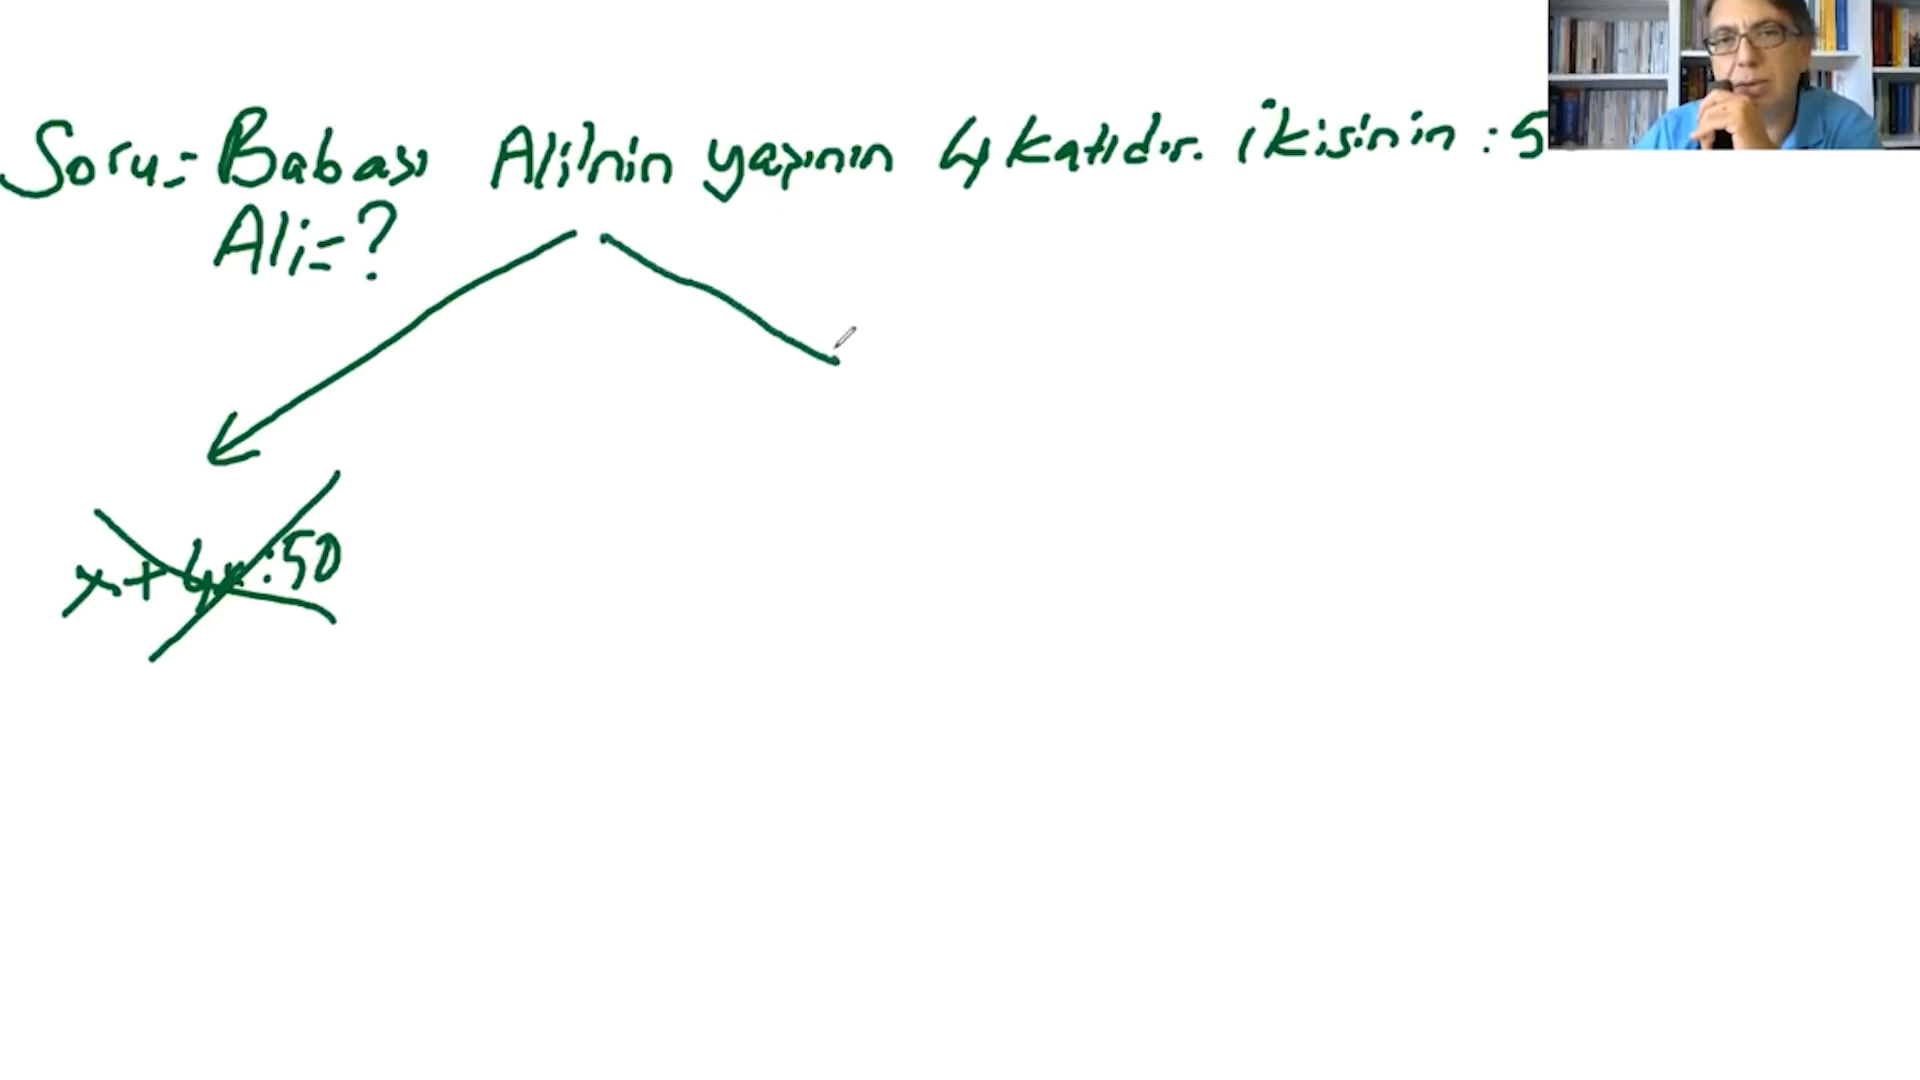 Soru= Babası Ali'nin yaşının 4 katıdır. İkisinin : 5
Ali=?
x+4x:50